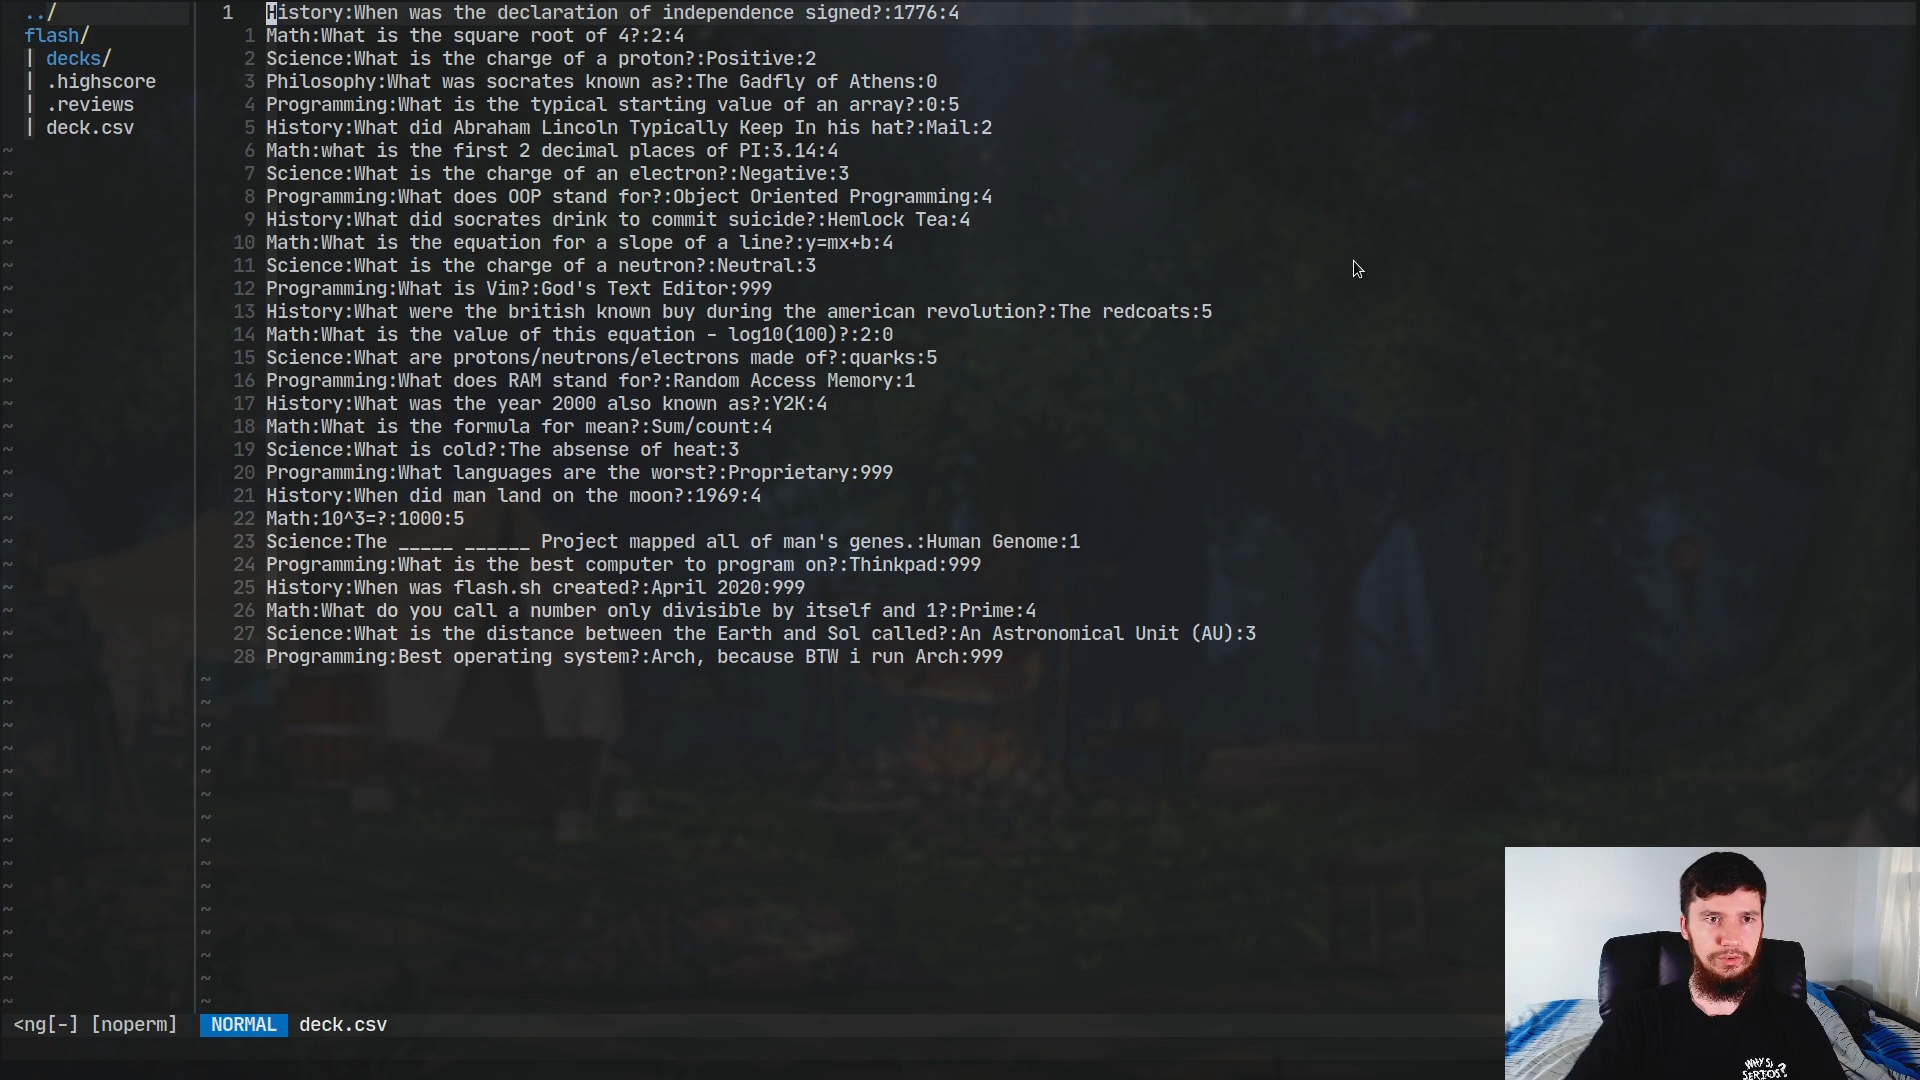 ../
flash/
| decks/
| .highscore
| .reviews
| deck.csv
1 History:When was the declaration of independence signed?:1776:4
1 Math:What is the square root of 4?:2:4
2 Science:What is the charge of a proton?:Positive:2
3 Philosophy:What was socrates known as?:The Gadfly of Athens:0
4 Programming:What is the typical starting value of an array?:0:5
5 History:What did Abraham Lincoln Typically Keep In his hat?:Mail:2
6 Math:what is the first 2 decimal places of PI:3.14:4
7 Science:What is the charge of an electron?:Negative:3
8 Programming:What does OOP stand for?:Object Oriented Programming:4
9 History:What did socrates drink to commit suicide?:Hemlock Tea:4
10 Math:What is the equation for a slope of a line?:y=mx+b:4
11 Science:What is the charge of a neutron?:Neutral:3
12 Programming:What is Vim?:God's Text Editor:999
13 History:What were the british known buy during the american revolution?:The redcoats:5
14 Math:What is the value of this equation - log10(100)?:2:0
15 Science:What are protons/neutrons/electrons made of?:quarks:5
16 Programming:What does RAM stand for?:Random Access Memory:1
17 History:What was the year 2000 also known as?:Y2K:4
18 Math:What is the formula for mean?:Sum/count:4
19 Science:What is cold?:The absense of heat:3
20 Programming:What languages are the worst?:Proprietary:999
21 History:When did man land on the moon?:1969:4
22 Math:10^3=?:1000:5
23 Science:The _____ ______ Project mapped all of man's genes.:Human Genome:1
24 Programming:What is the best computer to program on?:Thinkpad:999
25 History:When was flash.sh created?:April 2020:999
26 Math:What do you call a number only divisible by itself and 1?:Prime:4
27 Science:What is the distance between the Earth and Sol called?:An Astronomical Unit (AU):3
28 Programming:Best operating system?:Arch, because BTW i run Arch:999
<ng[-] [noperm] NORMAL deck.csv
WHY SO
SERIOUS?